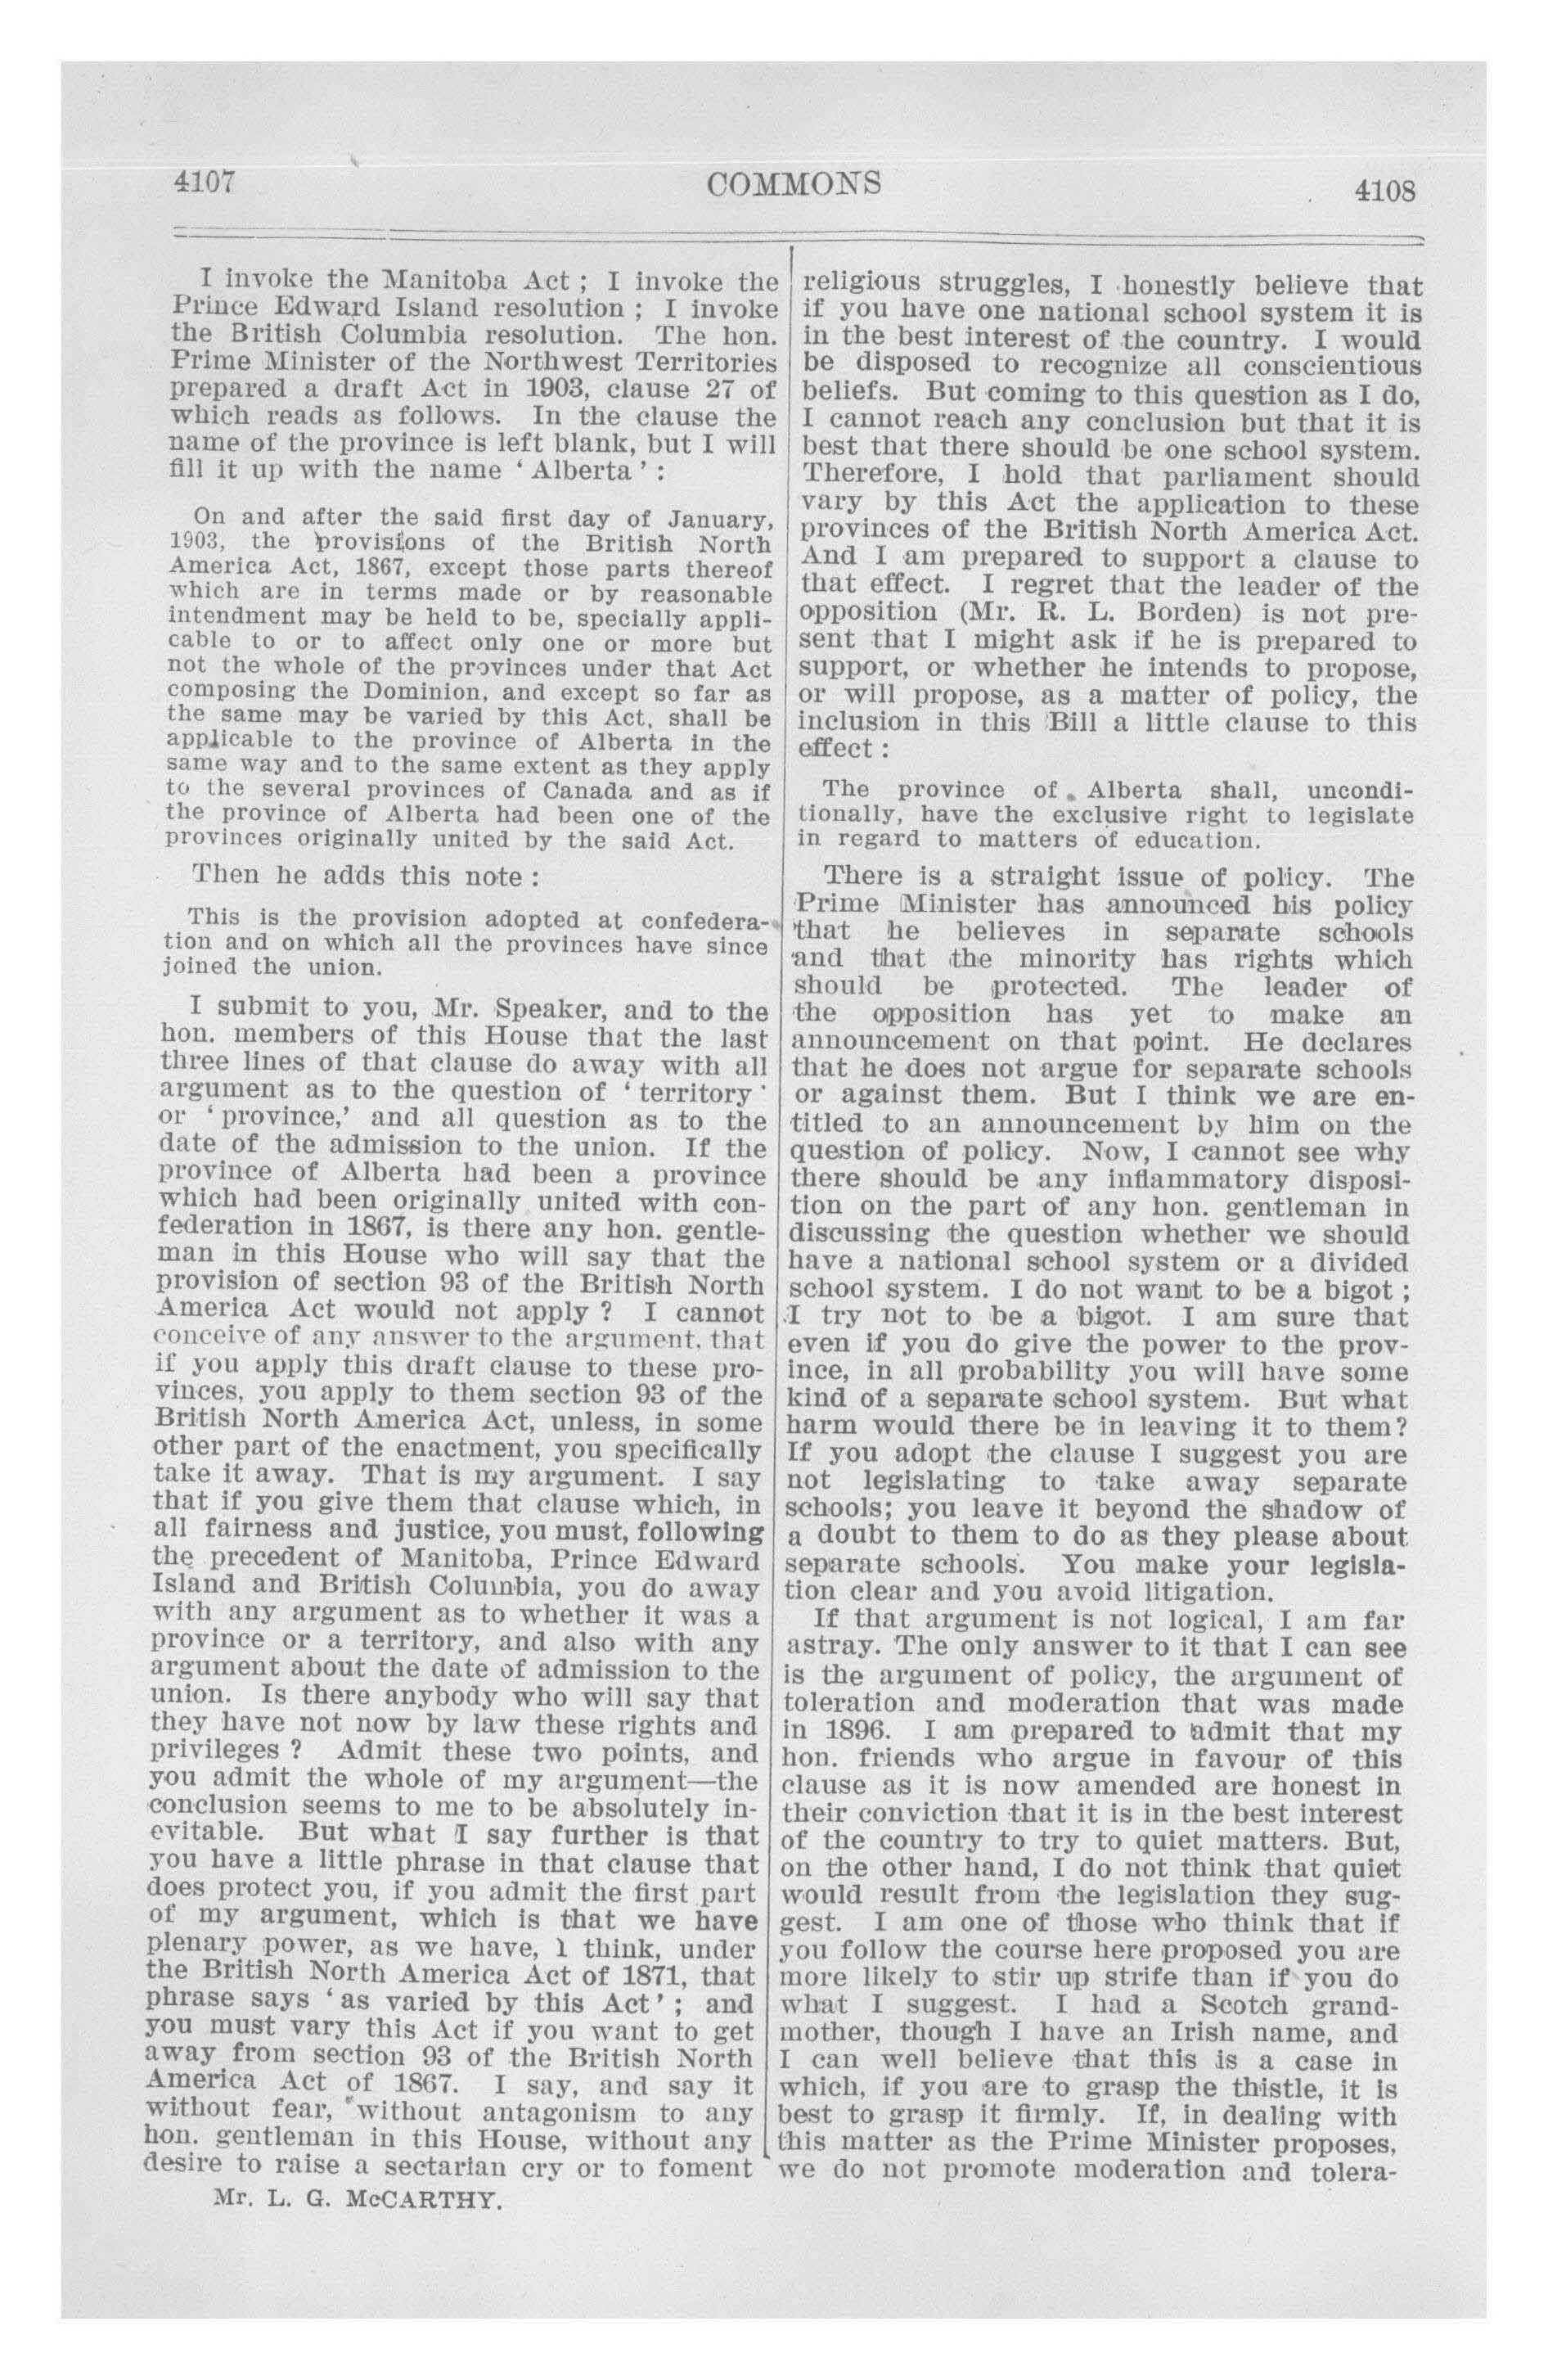 4107
COMMONS
4108
I invoke the Manitoba Act ; I invoke the
Prince Edward Island resolution ; I invoke
the British Columbia resolution. The hon.
Prime Minister of the Northwest Territories
prepared a draft Act in 1903, clause 27 of
which reads as follows. In the clause the
name of the province is left blank, but I will
fill it up with the name ‘ Alberta ’ :
On and after the said first day of January,
1903, the provisions of the British North
America Act, 1867, except those parts thereof
which are in terms made or by reasonable
intendment may be held to be, specially appli-
cable to or to affect only one or more but
not the whole of the provinces under that Act
composing the Dominion, and except so far as
the same may be varied by this Act, shall be
applicable to the province of Alberta in the
same way and to the same extent as they apply
to the several provinces of Canada and as if
the province of Alberta had been one of the
provinces originally united by the said Act.
Then he adds this note :
This is the provision adopted at confedera-
tion and on which all the provinces have since
joined the union.
I submit to you, Mr. Speaker, and to the
hon. members of this House that the last
three lines of that clause do away with all
argument as to the question of ‘ territory ’
or ‘ province,’ and all question as to the
date of the admission to the union. If the
province of Alberta had been a province
which had been originally united with con-
federation in 1867, is there any hon. gentle-
man in this House who will say that the
provision of section 93 of the British North
America Act would not apply ? I cannot
conceive of any answer to the argument, that
if you apply this draft clause to these pro-
vinces, you apply to them section 93 of the
British North America Act, unless, in some
other part of the enactment, you specifically
take it away. That is my argument. I say
that if you give them that clause which, in
all fairness and justice, you must, following
the precedent of Manitoba, Prince Edward
Island and British Columbia, you do away
with any argument as to whether it was a
province or a territory, and also with any
argument about the date of admission to the
union. Is there anybody who will say that
they have not now by law these rights and
privileges ? Admit these two points, and
you admit the whole of my argument—the
conclusion seems to me to be absolutely in-
evitable. But what I say further is that
you have a little phrase in that clause that
does protect you, if you admit the first part
of my argument, which is that we have
plenary power, as we have, I think, under
the British North America Act of 1871, that
phrase says ‘ as varied by this Act ’ ; and
you must vary this Act if you want to get
away from section 93 of the British North
America Act of 1867. I say, and say it
without fear, without antagonism to any
hon. gentleman in this House, without any
desire to raise a sectarian cry or to foment
Mr. L. G. McCARTHY.
religious struggles, I honestly believe that
if you have one national school system it is
in the best interest of the country. I would
be disposed to recognize all conscientious
beliefs. But coming to this question as I do,
I cannot reach any conclusion but that it is
best that there should be one school system.
Therefore, I hold that parliament should
vary by this Act the application to these
provinces of the British North America Act.
And I am prepared to support a clause to
that effect. I regret that the leader of the
opposition (Mr. R. L. Borden) is not pre-
sent that I might ask if he is prepared to
support, or whether he intends to propose,
or will propose, as a matter of policy, the
inclusion in this Bill a little clause to this
effect :
The province of Alberta shall, uncondi-
tionally, have the exclusive right to legislate
in regard to matters of education.
There is a straight issue of policy. The
Prime Minister has announced his policy
that he believes in separate schools
and that the minority has rights which
should be protected. The leader of
the opposition has yet to make an
announcement on that point. He declares
that he does not argue for separate schools
or against them. But I think we are en-
titled to an announcement by him on the
question of policy. Now, I cannot see why
there should be any inflammatory disposi-
tion on the part of any hon. gentleman in
discussing the question whether we should
have a national school system or a divided
school system. I do not want to be a bigot ;
I try not to be a bigot. I am sure that
even if you do give the power to the prov-
ince, in all probability you will have some
kind of a separate school system. But what
harm would there be in leaving it to them?
If you adopt the clause I suggest you are
not legislating to take away separate
schools; you leave it beyond the shadow of
a doubt to them to do as they please about
separate schools. You make your legisla-
tion clear and you avoid litigation.
If that argument is not logical, I am far
astray. The only answer to it that I can see
is the argument of policy, the argument of
toleration and moderation that was made
in 1896. I am prepared to admit that my
hon. friends who argue in favour of this
clause as it is now amended are honest in
their conviction that it is in the best interest
of the country to try to quiet matters. But,
on the other hand, I do not think that quiet
would result from the legislation they sug-
gest. I am one of those who think that if
you follow the course here proposed you are
more likely to stir up strife than if you do
what I suggest. I had a Scotch grand-
mother, though I have an Irish name, and
I can well believe that this is a case in
which, if you are to grasp the thistle, it is
best to grasp it firmly. If, in dealing with
this matter as the Prime Minister proposes,
we do not promote moderation and tolera-